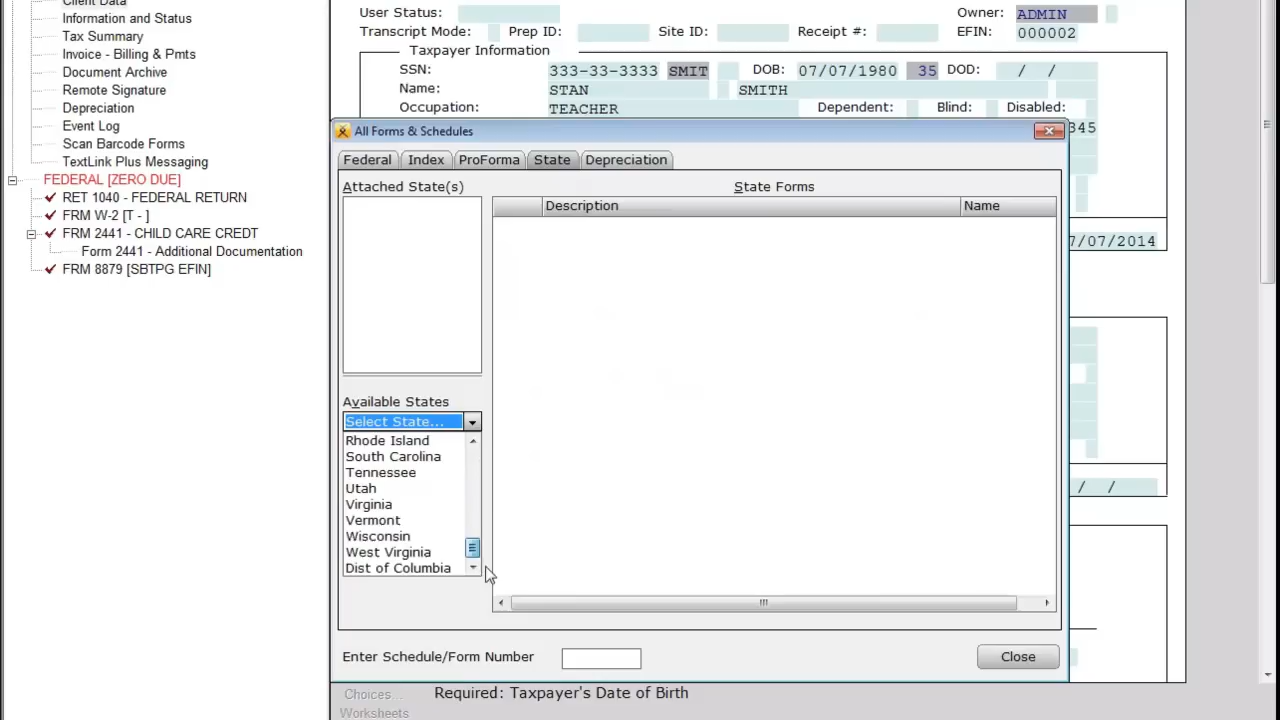 Client Data
Information and Status
Tax Summary
Invoice - Billing & Pmts
Document Archive
Remote Signature
Depreciation
Event Log
Scan Barcode Forms
TextLink Plus Messaging
FEDERAL [ZERO DUE]
RET 1040 - FEDERAL RETURN
FRM W-2 [T - ]
FRM 2441 - CHILD CARE CREDT
Form 2441 - Additional Documentation
FRM 8879 [SBTPG EFIN]
User Status: Owner: ADMIN
Transcript Mode: Prep ID: Site ID: Receipt #: EFIN: 000002
Taxpayer Information
SSN: 333-33-3333 SMIT DOB: 07/07/1980 35 DOD: / /
Name: STAN SMITH
Occupation: TEACHER Dependent: Blind: Disabled:
345
7/07/2014
/ /
All Forms & Schedules
Federal Index ProForma State Depreciation
Attached State(s) State Forms
Description Name
Available States
Select State...
Rhode Island
South Carolina
Tennessee
Utah
Virginia
Vermont
Wisconsin
West Virginia
Dist of Columbia
Enter Schedule/Form Number Close
Choices... Required: Taxpayer's Date of Birth
Worksheets